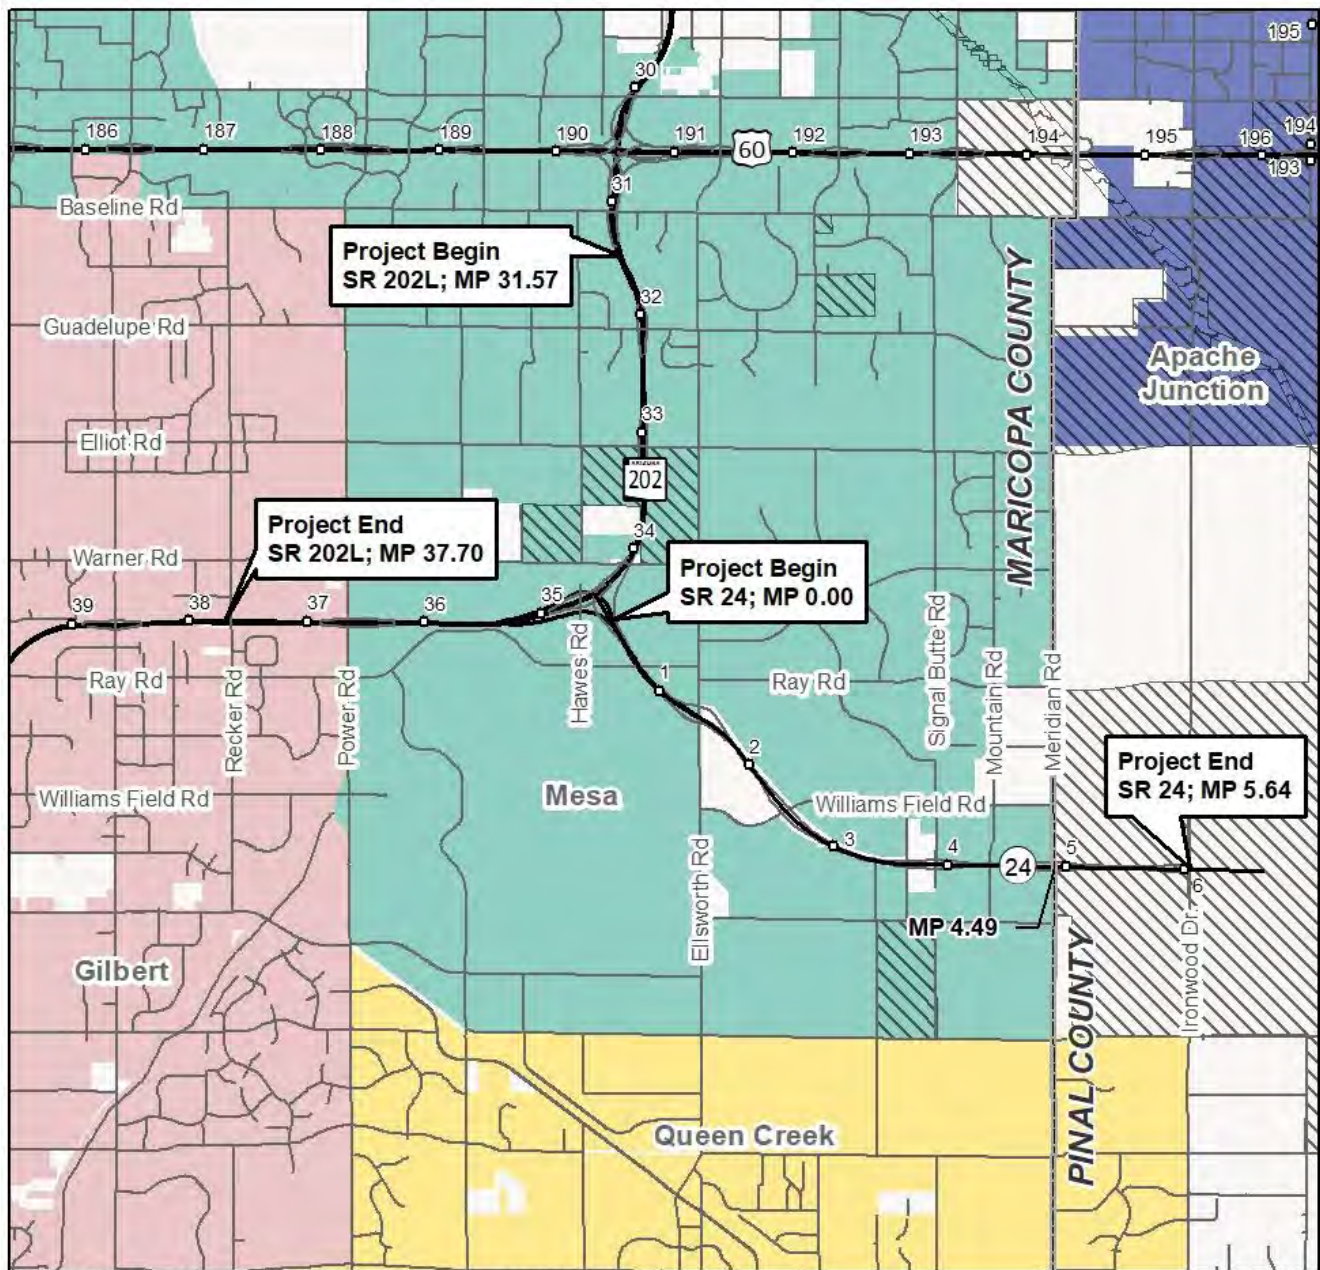 195
30
186
187
188
189
190
191
60
192
193
194
195
196
194
193
31
Baseline Rd
Project Begin
SR 202L; MP 31.57
32
Guadelupe Rd
MARICOPA COUNTY
Apache
Junction
33
Elliot Rd
ARIZONA
202
Project End
SR 202L; MP 37.70
34
Warner Rd
Project Begin
SR 24; MP 0.00
39
38
37
36
35
Hawes Rd
Signal Butte Rd
Mountain Rd
Meridian Rd
Ray Rd
Recker Rd
Power Rd
1
Ray Rd
2
Project End
SR 24; MP 5.64
Williams Field Rd
Mesa
Williams Field Rd
3
4
24
5
6
Ellsworth Rd
MP 4.49
Ironwood Dr.
Gilbert
PINAL COUNTY
Queen Creek